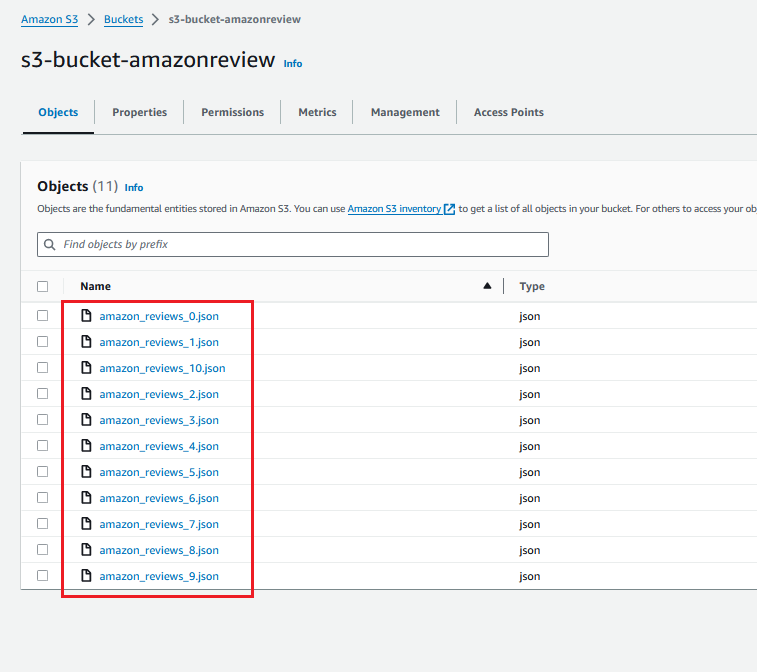 Amazon S3 > Buckets > s3-bucket-amazonreview
s3-bucket-amazonreview Info
Objects Properties Permissions Metrics Management Access Points
Objects (11) Info
Objects are the fundamental entities stored in Amazon S3. You can use Amazon S3 inventory to get a list of all objects in your bucket. For others to access your
Find objects by prefix
Name Type
amazon_reviews_0.json json
amazon_reviews_1.json json
amazon_reviews_10.json json
amazon_reviews_2.json json
amazon_reviews_3.json json
amazon_reviews_4.json json
amazon_reviews_5.json json
amazon_reviews_6.json json
amazon_reviews_7.json json
amazon_reviews_8.json json
amazon_reviews_9.json json